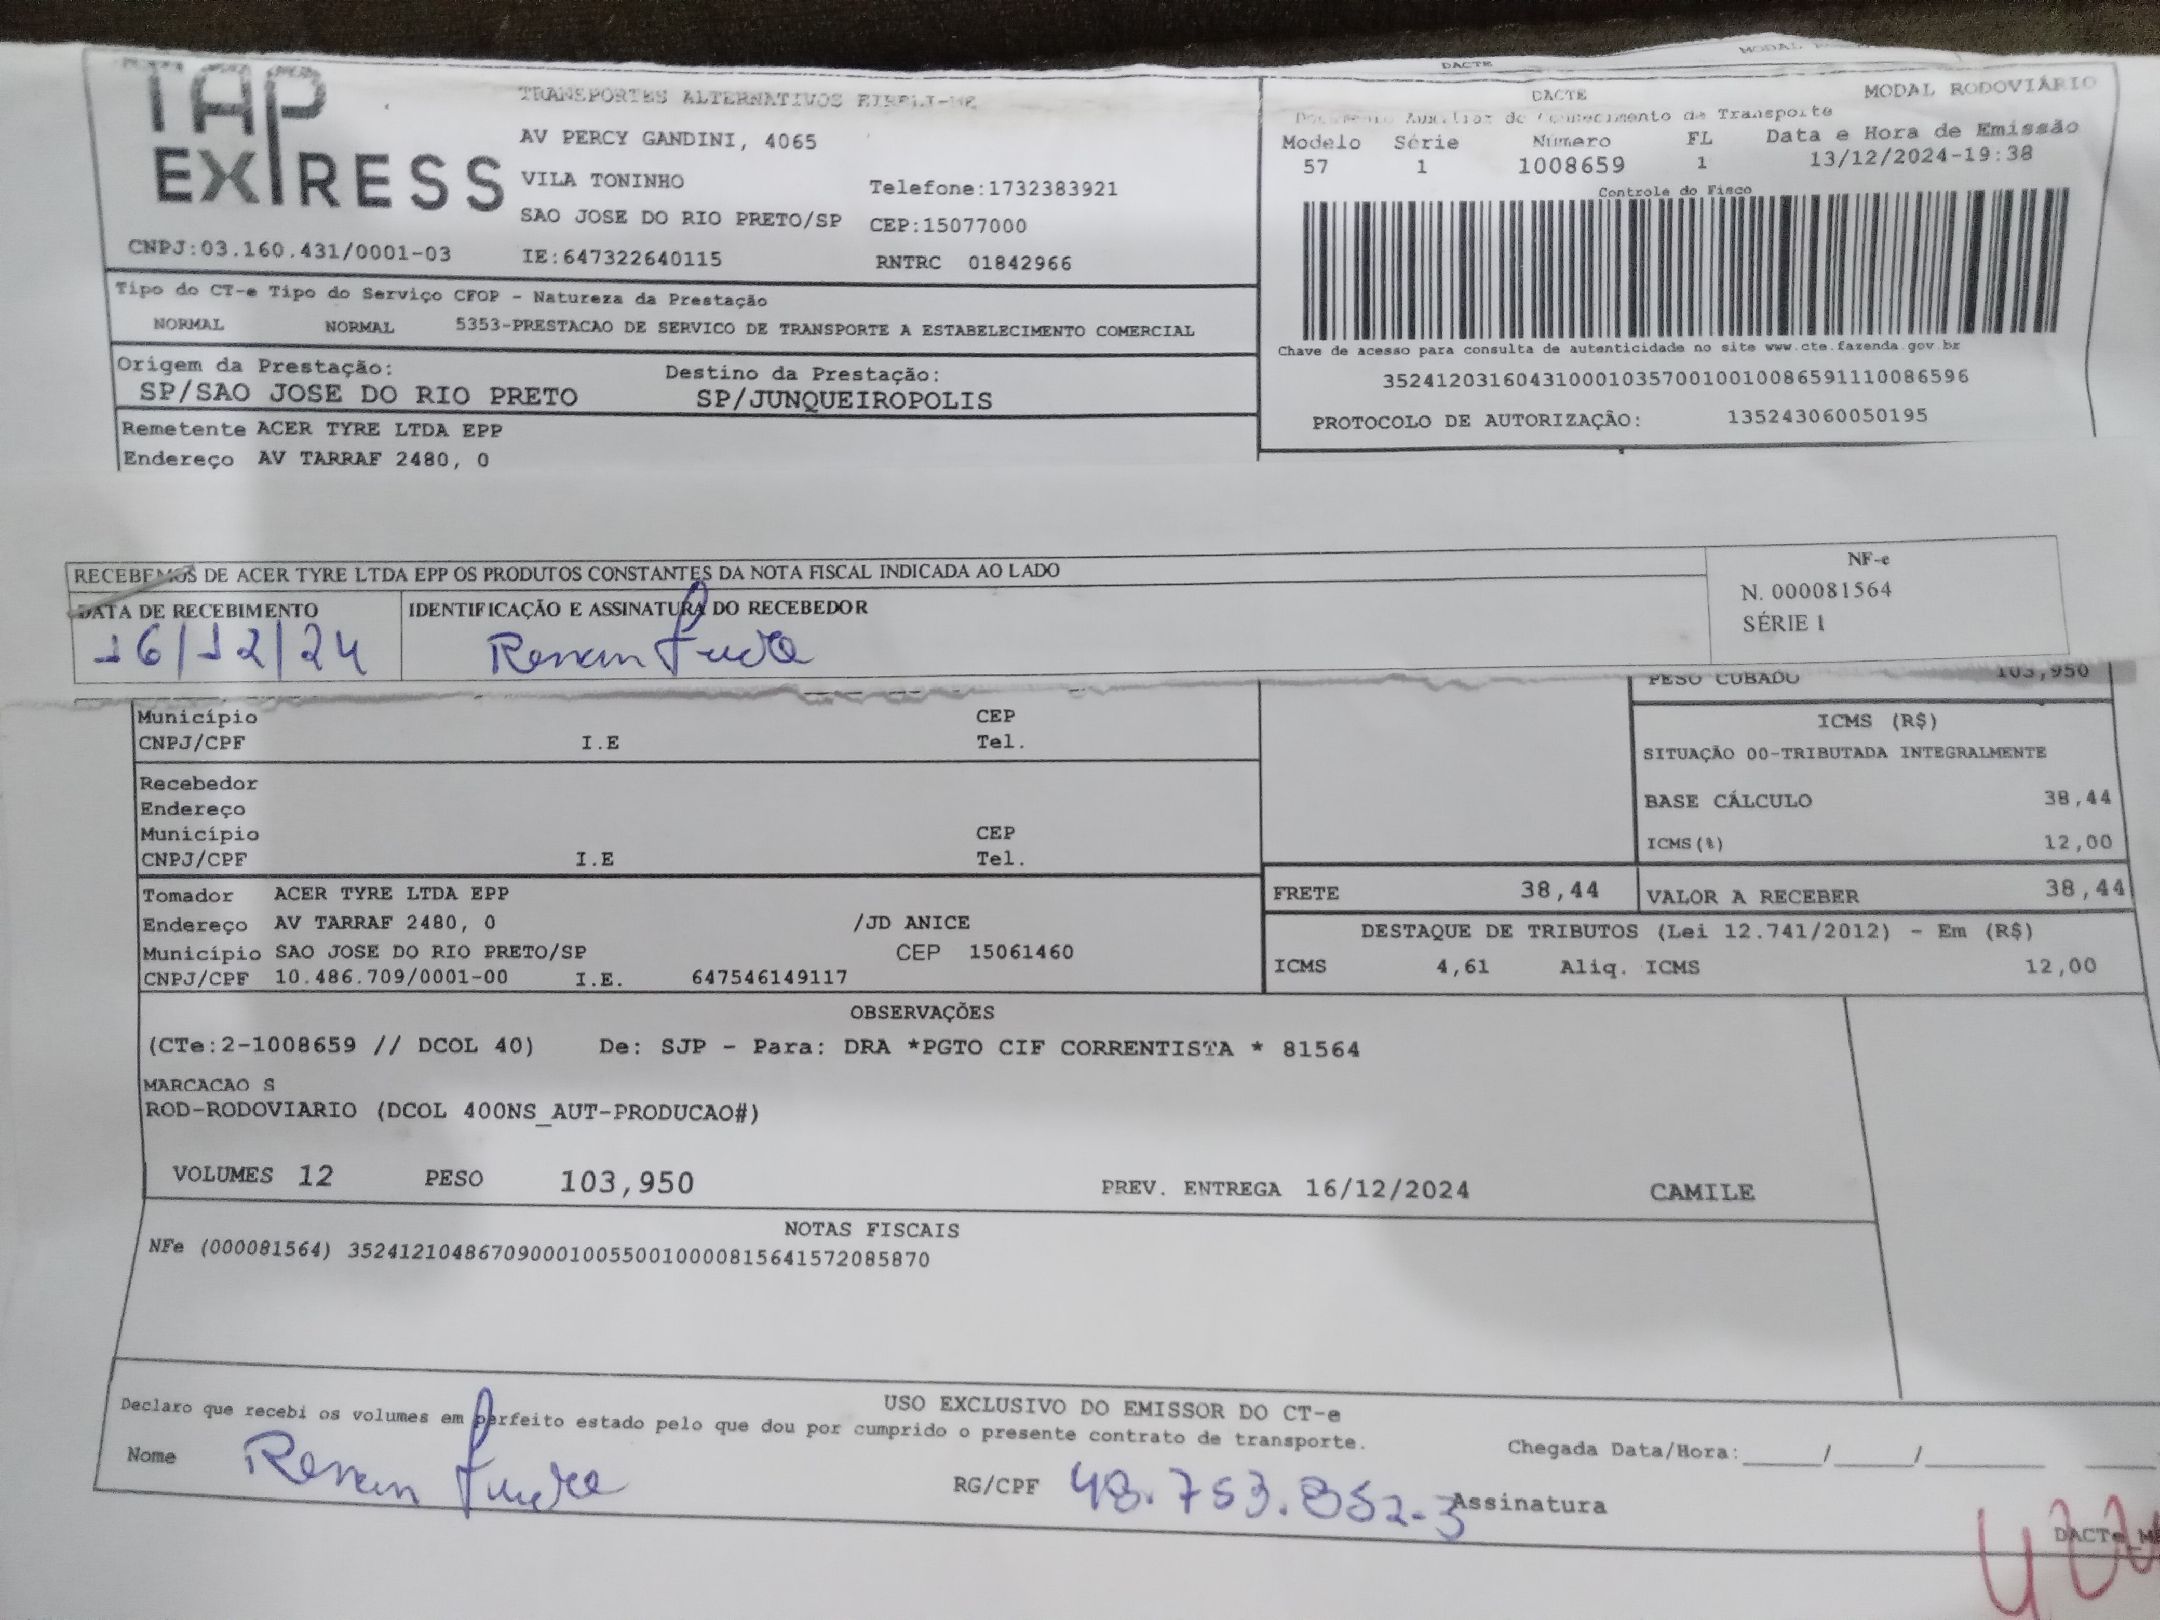 DACTE
TAP EXPRESS
TRANSPORTES ALTERNATIVOS EIRELI-ME
AV PERCY GANDINI, 4065
VILA TONINHO Telefone:1732383921
SAO JOSE DO RIO PRETO/SP CEP:15077000
CNPJ:03.160.431/0001-03 IE:647322640115 RNTRC 01842966
DACTE MODAL RODOVIÁRIO
Documento Auxiliar do Conhecimento de Transporte
Modelo Série Número FL Data e Hora de Emissão
57 1 1008659 1 13/12/2024-19:38
Controle do Fisco
Chave de acesso para consulta de autenticidade no site www.cte.fazenda.gov.br
35241203160431000103570010010086591110086596
PROTOCOLO DE AUTORIZAÇÃO: 135243060050195
Tipo do CT-e Tipo do Serviço CFOP - Natureza da Prestação
NORMAL NORMAL 5353-PRESTACAO DE SERVICO DE TRANSPORTE A ESTABELECIMENTO COMERCIAL
Origem da Prestação: Destino da Prestação:
SP/SAO JOSE DO RIO PRETO SP/JUNQUEIROPOLIS
Remetente ACER TYRE LTDA EPP
Endereço AV TARRAF 2480, 0
RECEBEMOS DE ACER TYRE LTDA EPP OS PRODUTOS CONSTANTES DA NOTA FISCAL INDICADA AO LADO
DATA DE RECEBIMENTO IDENTIFICAÇÃO E ASSINATURA DO RECEBEDOR
16/12/24 Renan
NF-e
N. 000081564
SÉRIE 1
PESO CUBADO 103,950
Município CEP
CNPJ/CPF I.E Tel.
Recebedor
Endereço
Município CEP
CNPJ/CPF I.E Tel.
ICMS (R$)
SITUAÇÃO 00-TRIBUTADA INTEGRALMENTE
BASE CÁLCULO 38,44
ICMS(%) 12,00
Tomador ACER TYRE LTDA EPP
Endereço AV TARRAF 2480, 0 /JD ANICE
Município SAO JOSE DO RIO PRETO/SP CEP 15061460
CNPJ/CPF 10.486.709/0001-00 I.E. 647546149117
FRETE 38,44 VALOR A RECEBER 38,44
DESTAQUE DE TRIBUTOS (Lei 12.741/2012) - Em (R$)
ICMS 4,61 Aliq. ICMS 12,00
OBSERVAÇÕES
(CTe:2-1008659 // DCOL 40) De: SJP - Para: DRA *PGTO CIF CORRENTISTA * 81564
MARCACAO S
ROD-RODOVIARIO (DCOL 400NS_AUT-PRODUCAO#)
VOLUMES 12 PESO 103,950 PREV. ENTREGA 16/12/2024 CAMILE
NOTAS FISCAIS
NFe (000081564) 35241210486709000100550010000815641572085870
USO EXCLUSIVO DO EMISSOR DO CT-e
Declaro que recebi os volumes em perfeito estado pelo que dou por cumprido o presente contrato de transporte.
Chegada Data/Hora:_____/_____/_______
Nome Renan RG/CPF 48.753.852-3 Assinatura